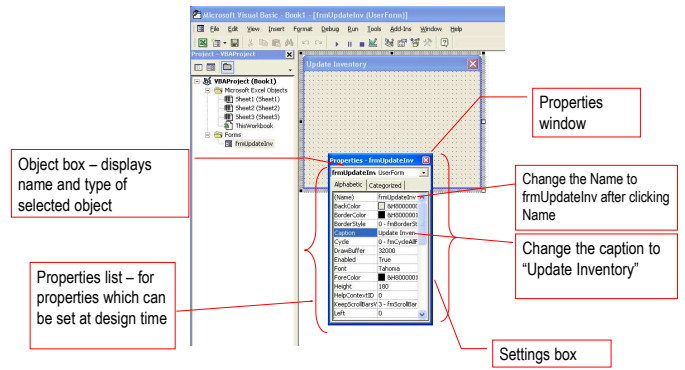 Microsoft Visual Basic - Book1 - [frmUpdateInv (UserForm)]
File Edit View Insert Format Debug Run Tools Add-Ins Window Help
Project - VBAProject
VBAProject (Book1)
Microsoft Excel Objects
Sheet1 (Sheet1)
Sheet2 (Sheet2)
Sheet3 (Sheet3)
ThisWorkbook
Forms
frmUpdateInv
Update Inventory
Properties - frmUpdateInv
frmUpdateInv UserForm
Alphabetic Categorized
(Name) frmUpdateInv
BackColor &H8000000
BorderColor &H8000001
BorderStyle 0 - fmBorderSt
Caption Update Inven
Cycle 0 - fmCycleAllF
DrawBuffer 32000
Enabled True
Font Tahoma
ForeColor &H8000001
Height 180
HelpContextID 0
KeepScrollBarsV 3 - fmScrollBar
Left 0
Object box – displays
name and type of
selected object
Properties list – for
properties which can
be set at design time
Properties
window
Change the Name to
frmUpdateInv after clicking
Name
Change the caption to
“Update Inventory”
Settings box